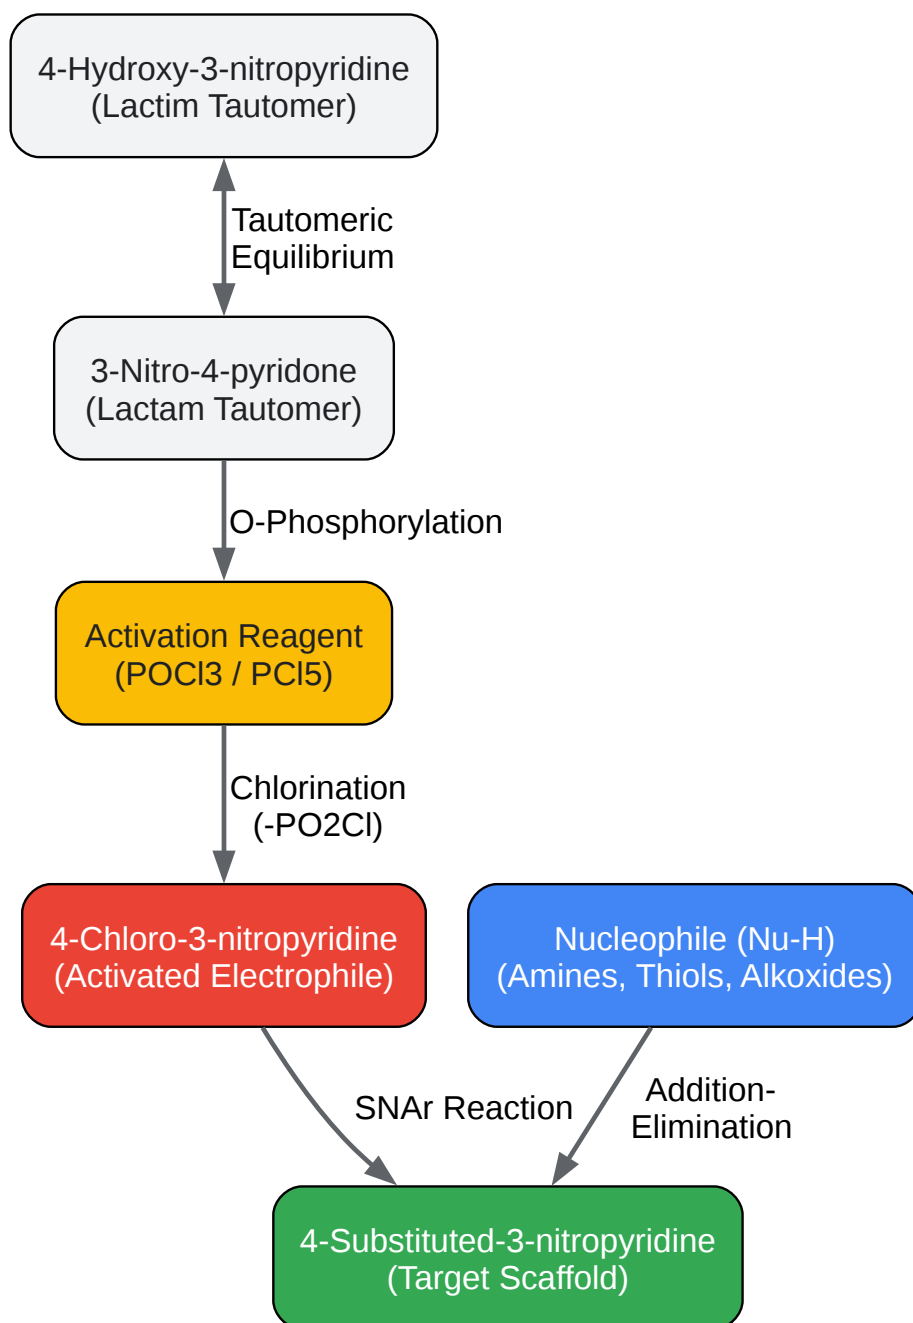 4-Hydroxy-3-nitropyridine
(Lactim Tautomer)
Tautomeric
Equilibrium
3-Nitro-4-pyridone
(Lactam Tautomer)
O-Phosphorylation
Activation Reagent
(POCl3 / PCl5)
Chlorination
(-PO2Cl)
4-Chloro-3-nitropyridine
(Activated Electrophile)
Nucleophile (Nu-H)
(Amines, Thiols, Alkoxides)
SNAr Reaction
Addition-
Elimination
4-Substituted-3-nitropyridine
(Target Scaffold)